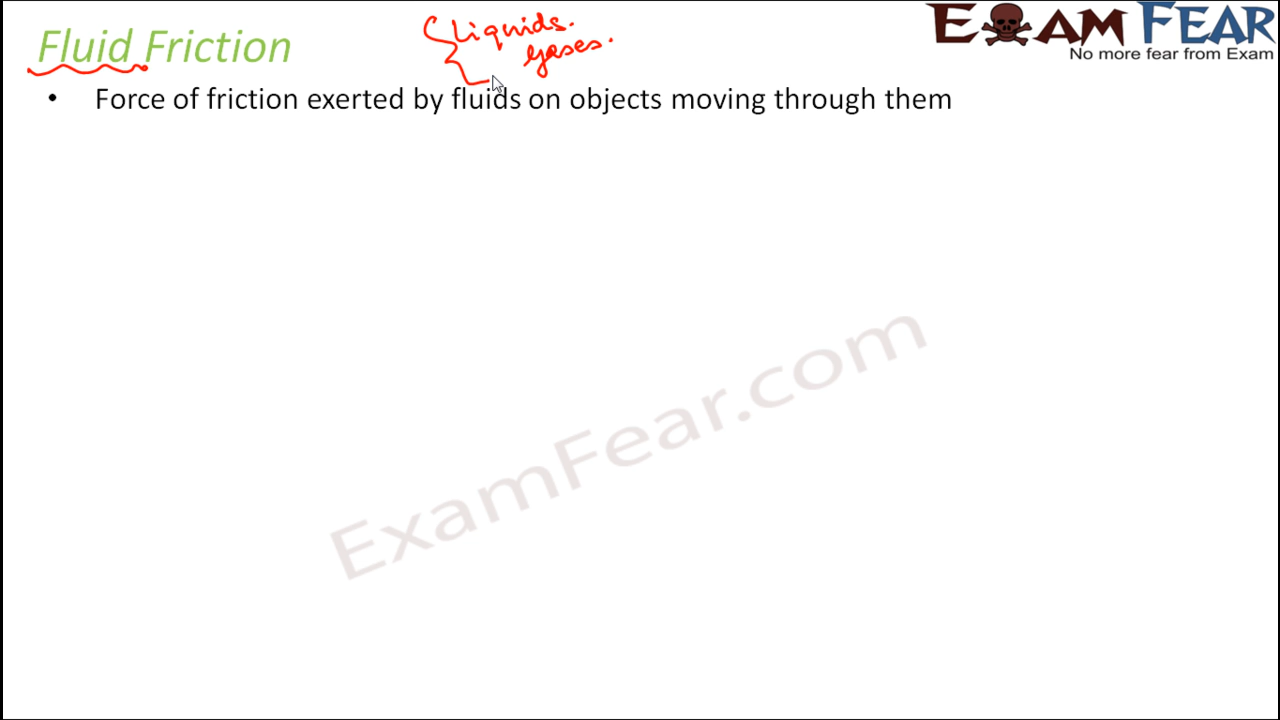 Fluid Friction
Liquids.
gases.
EXAM FEAR
No more fear from Exam
• Force of friction exerted by fluids on objects moving through them
ExamFear.com